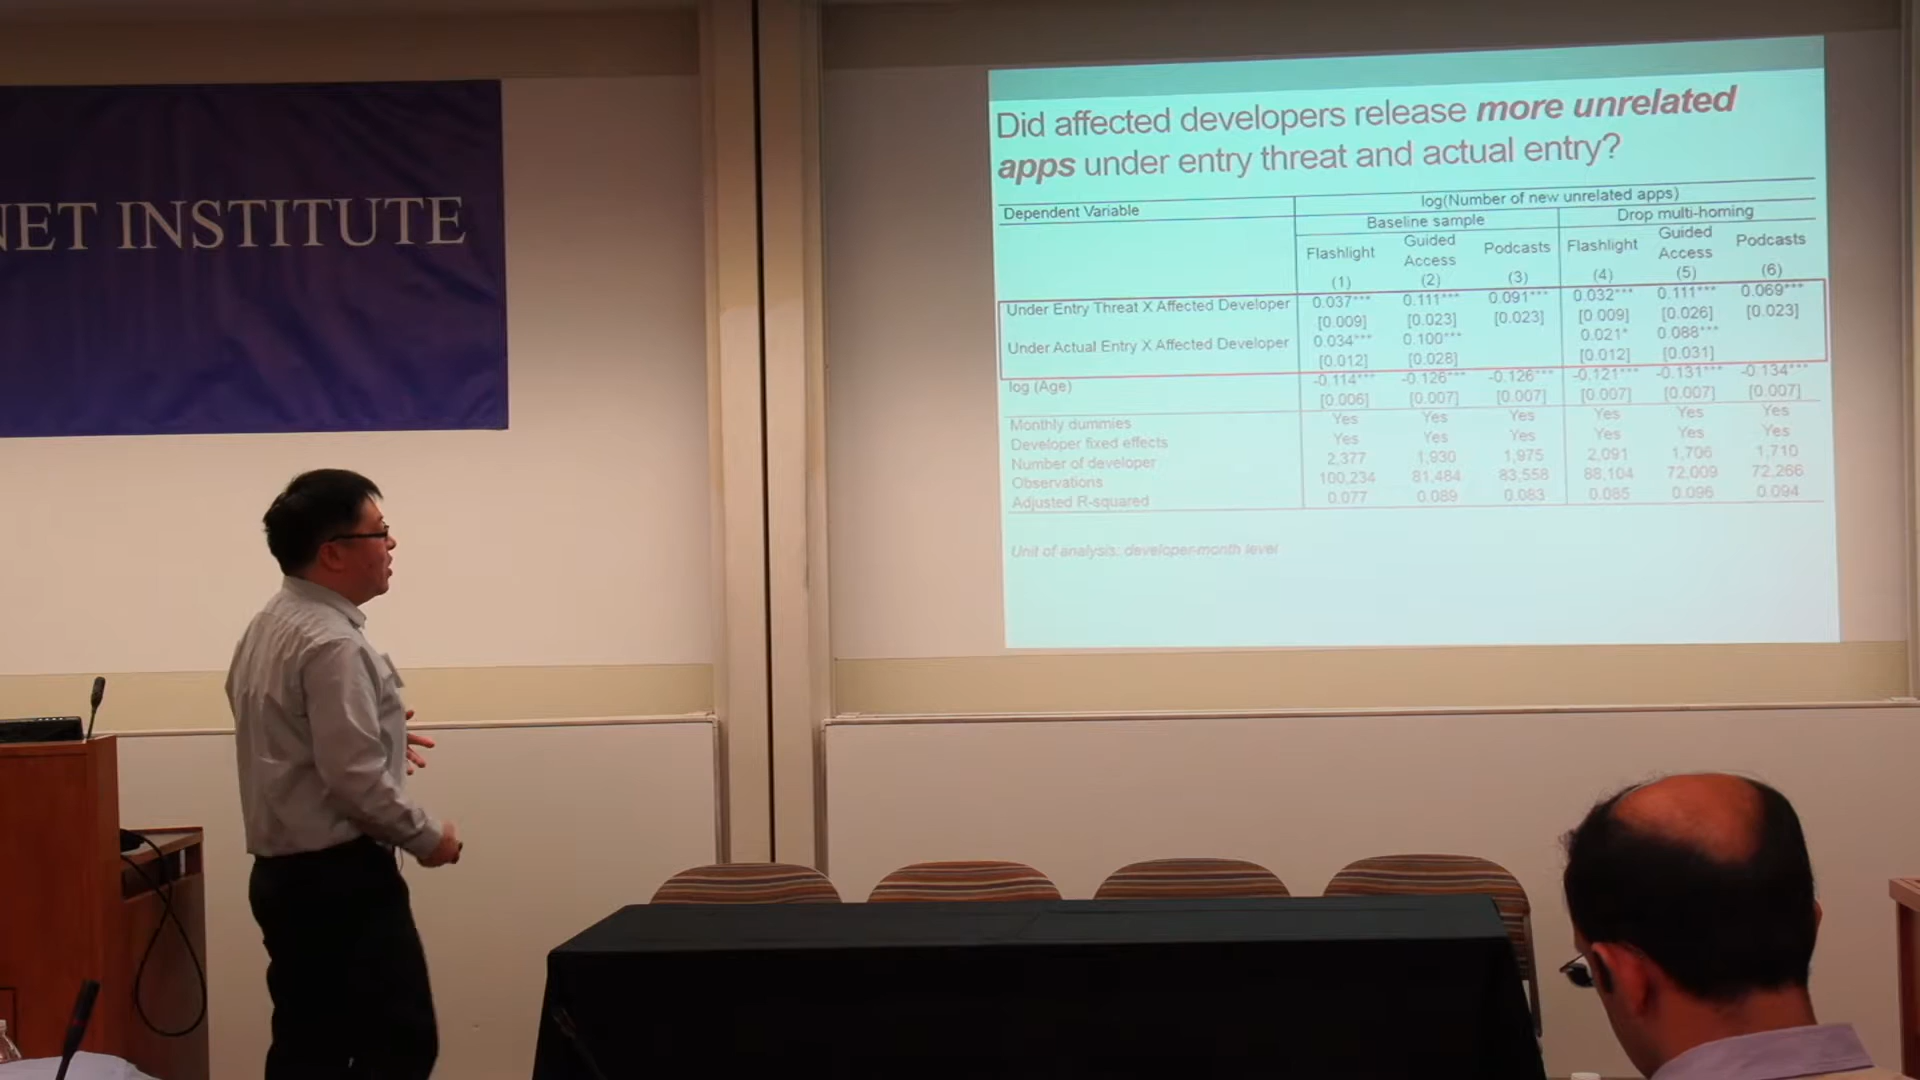 NET INSTITUTE
Did affected developers release more unrelated
apps under entry threat and actual entry?
Dependent Variable log(Number of new unrelated apps)
Baseline sample Drop multi-homing
Flashlight Guided Access Podcasts Flashlight Guided Access Podcasts
(1) (2) (3) (4) (5) (6)
Under Entry Threat X Affected Developer 0.037*** 0.111*** 0.091*** 0.032*** 0.111*** 0.069***
[0.009] [0.023] [0.023] [0.009] [0.026] [0.023]
Under Actual Entry X Affected Developer 0.034*** 0.100*** 0.021* 0.088***
[0.012] [0.028] [0.012] [0.031]
log (Age) -0.114*** -0.126*** -0.126*** -0.121*** -0.131*** -0.134***
[0.006] [0.007] [0.007] [0.007] [0.007] [0.007]
Monthly dummies Yes Yes Yes Yes Yes Yes
Developer fixed effects Yes Yes Yes Yes Yes Yes
Number of developer 2,377 1,930 1,975 2,091 1,706 1,710
Observations 100,234 81,484 83,558 88,104 72,009 72,266
Adjusted R-squared 0.077 0.089 0.083 0.085 0.096 0.094
Unit of analysis: developer-month level